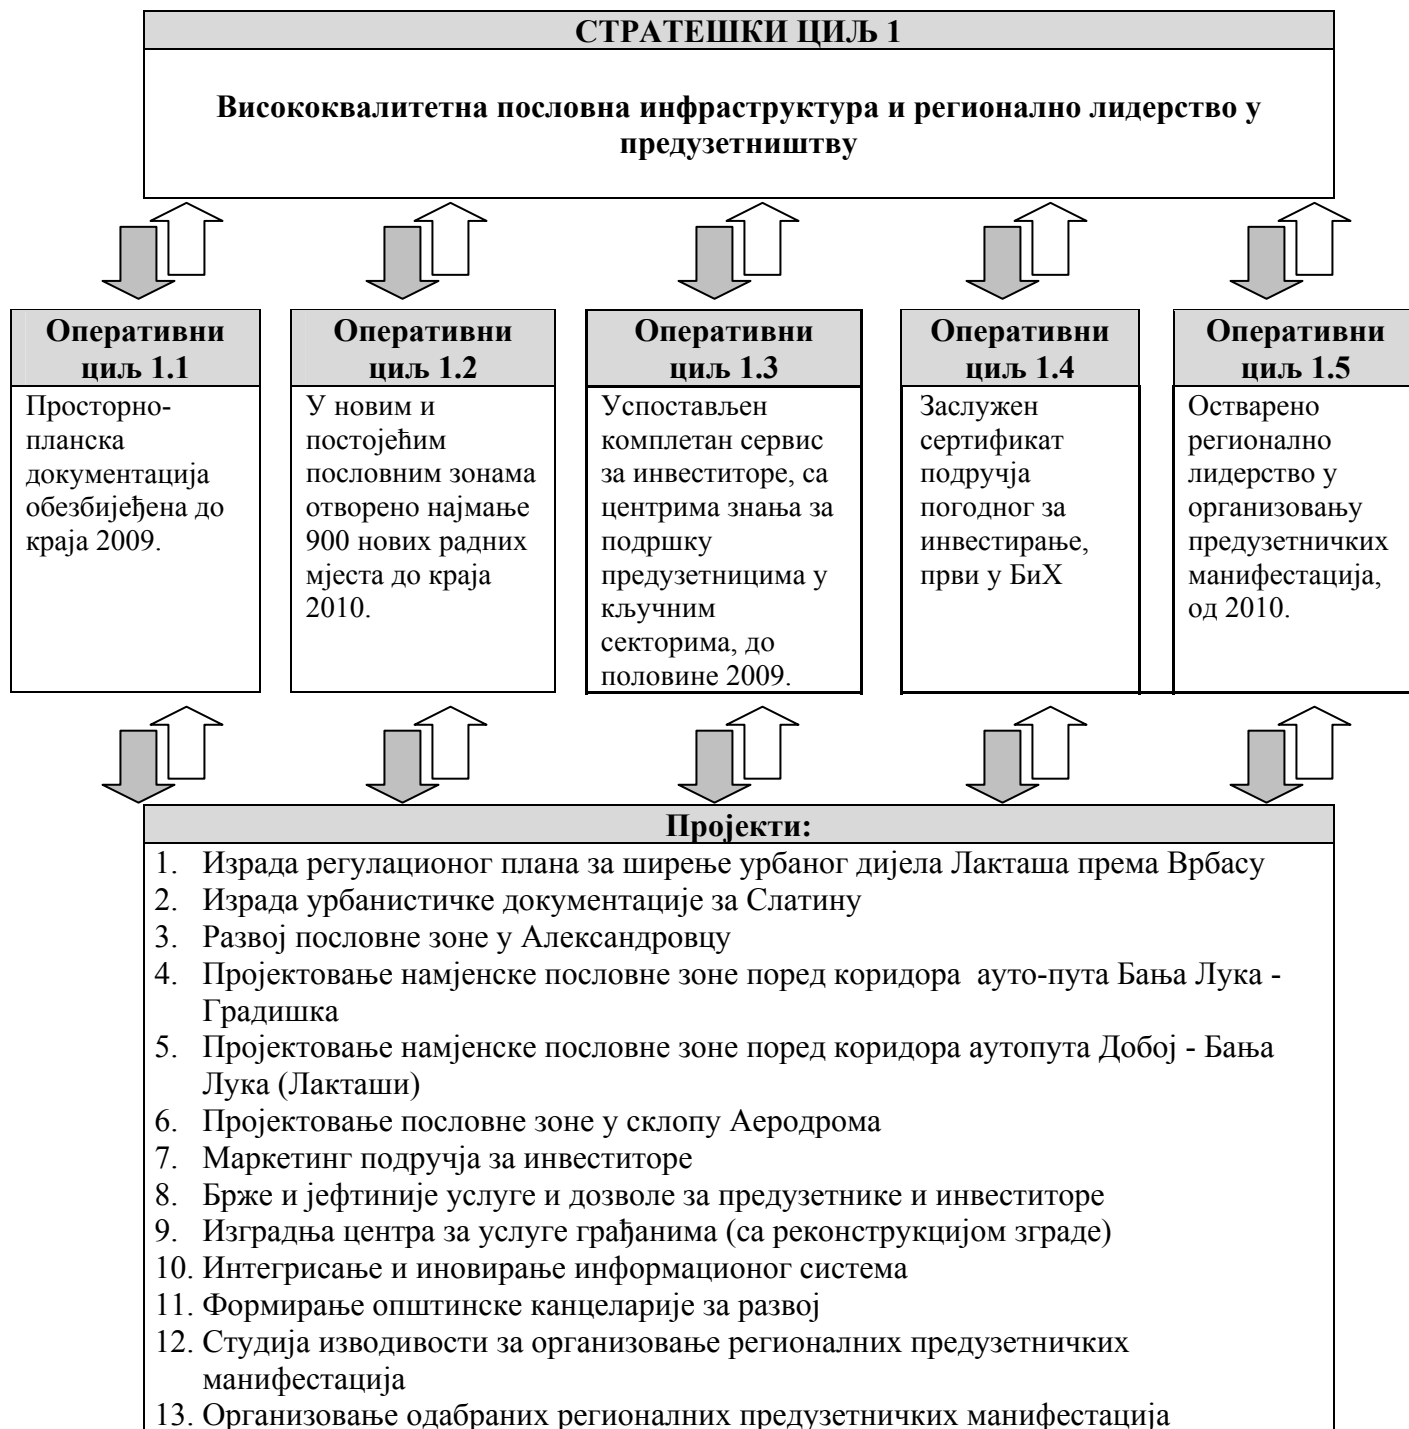 СТРАТЕШКИ ЦИЉ 1
Висококвалитетна пословна инфраструктура и регионално лидерство у
предузетништву
Оперативни
циљ 1.1
Просторно-
планска
документација
обезбијеђена до
краја 2009.
Оперативни
циљ 1.2
У новим и
постојећим
пословним зонама
отворено најмање
900 нових радних
мјеста до краја
2010.
Оперативни
циљ 1.3
Успостављен
комплетан сервис
за инвеститоре, са
центрима знања за
подршку
предузетницима у
кључним
секторима, до
половине 2009.
Оперативни
циљ 1.4
Заслужен
сертификат
подручја
погодног за
инвестирање,
први у БиХ
Оперативни
циљ 1.5
Остварено
регионално
лидерство у
организовању
предузетничких
манифестација,
од 2010.
Пројекти:
1. Израда регулационог плана за ширење урбаног дијела Лакташа према Врбасу
2. Израда урбанистичке документације за Слатину
3. Развој пословне зоне у Александровцу
4. Пројектовање намјенске пословне зоне поред коридора ауто-пута Бања Лука -
Градишка
5. Пројектовање намјенске пословне зоне поред коридора аутопута Добој - Бања
Лука (Лакташи)
6. Пројектовање пословне зоне у склопу Аеродрома
7. Маркетинг подручја за инвеститоре
8. Брже и јефтиније услуге и дозволе за предузетнике и инвеститоре
9. Изградња центра за услуге грађанима (са реконструкцијом зграде)
10. Интегрисање и иновирање информационог система
11. Формирање општинске канцеларије за развој
12. Студија изводивости за организовање регионалних предузетничких
манифестација
13. Организовање одабраних регионалних предузетничких манифестација